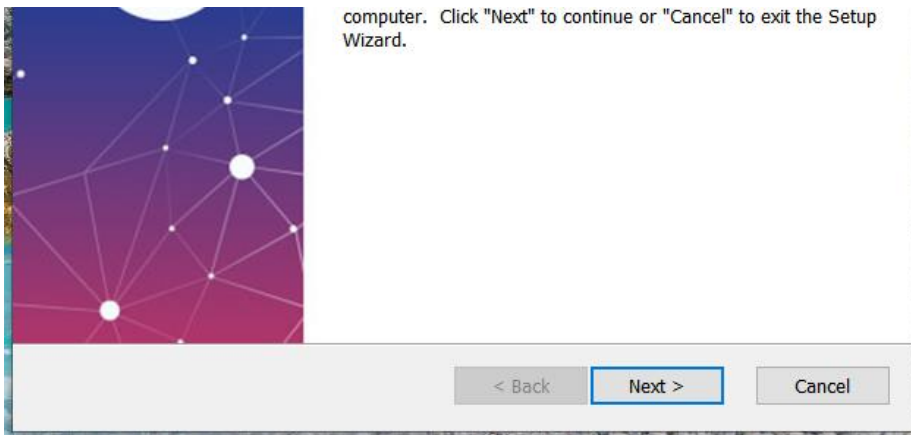 computer.  Click "Next" to continue or "Cancel" to exit the Setup
Wizard.
< Back
Next >
Cancel